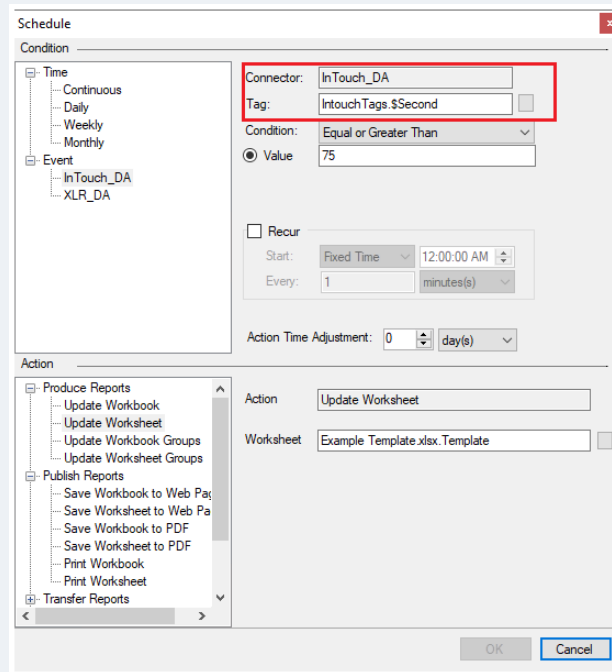 Schedule
x
Condition
Time
Continuous
Daily
Weekly
Monthly
Event
InTouch_DA
XLR_DA
Connector: InTouch_DA
Tag: IntouchTags.$Second
Condition: Equal or Greater Than
Value 75
Recur
Start: Fixed Time 12:00:00 AM
Every: 1 minutes(s)
Action Time Adjustment: 0 day(s)
Action
Produce Reports
Update Workbook
Update Worksheet
Update Workbook Groups
Update Worksheet Groups
Publish Reports
Save Workbook to Web Pag
Save Worksheet to Web Pa
Save Workbook to PDF
Save Worksheet to PDF
Print Workbook
Print Worksheet
Transfer Reports
Action Update Worksheet
Worksheet Example Template.xlsx.Template
OK Cancel